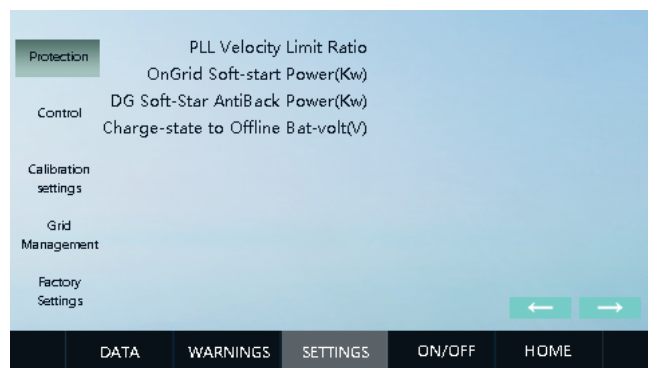 Protection
PLL Velocity Limit Ratio
OnGrid Soft-start Power(Kw)
DG Soft-Star AntiBack Power(Kw)
Charge-state to Offline Bat-volt(V)
Control
Calibration
settings
Grid
Management
Factory
Settings
← →
DATA WARNINGS SETTINGS ON/OFF HOME